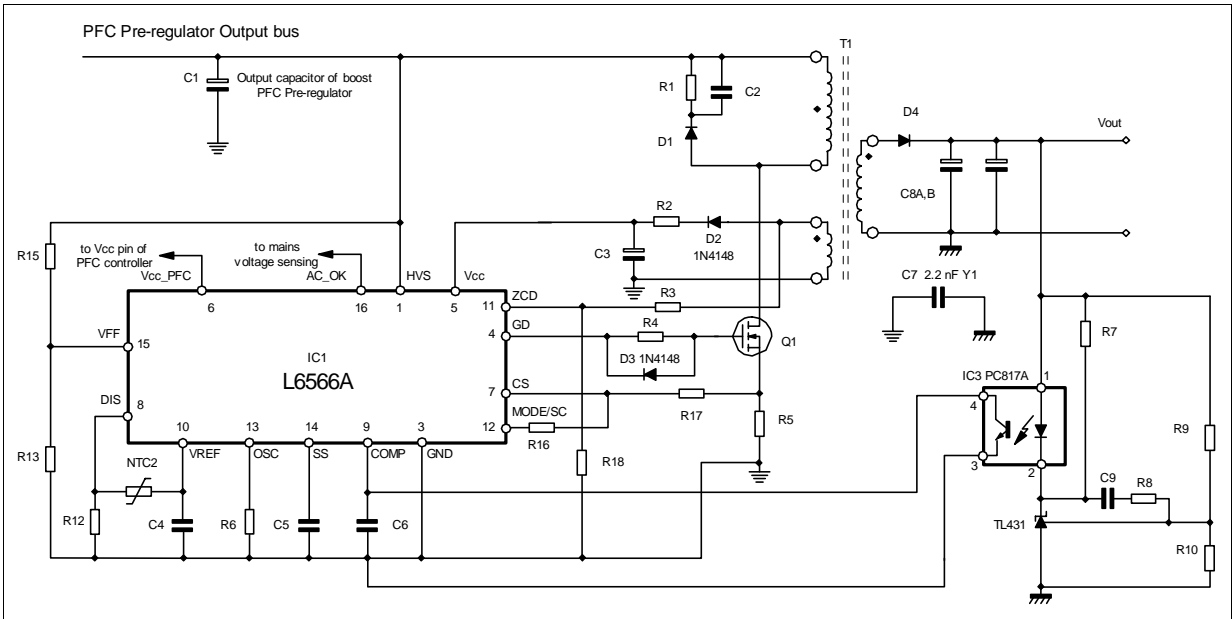 PFC Pre-regulator Output bus
T1
C1
Output capacitor of boost
PFC Pre-regulator
R1
C2
D1
D4
Vout
C8A,B
R15
to Vcc pin of
PFC controller
Vcc_PFC
to mains
voltage sensing
AC_OK
HVS
Vcc
C3
R2
D2
1N4148
6
16
1
5
11
ZCD
R3
C7
2.2 nF Y1
VFF
15
4
GD
R4
Q1
D3 1N4148
IC1
L6566A
R7
DIS
8
7
CS
R17
IC3 PC817A
1
4
MODE/SC
12
R16
R5
R9
R13
10
13
14
9
3
VREF
OSC
SS
COMP
GND
R18
3
2
NTC2
C9
R8
R12
C4
R6
C5
C6
TL431
R10